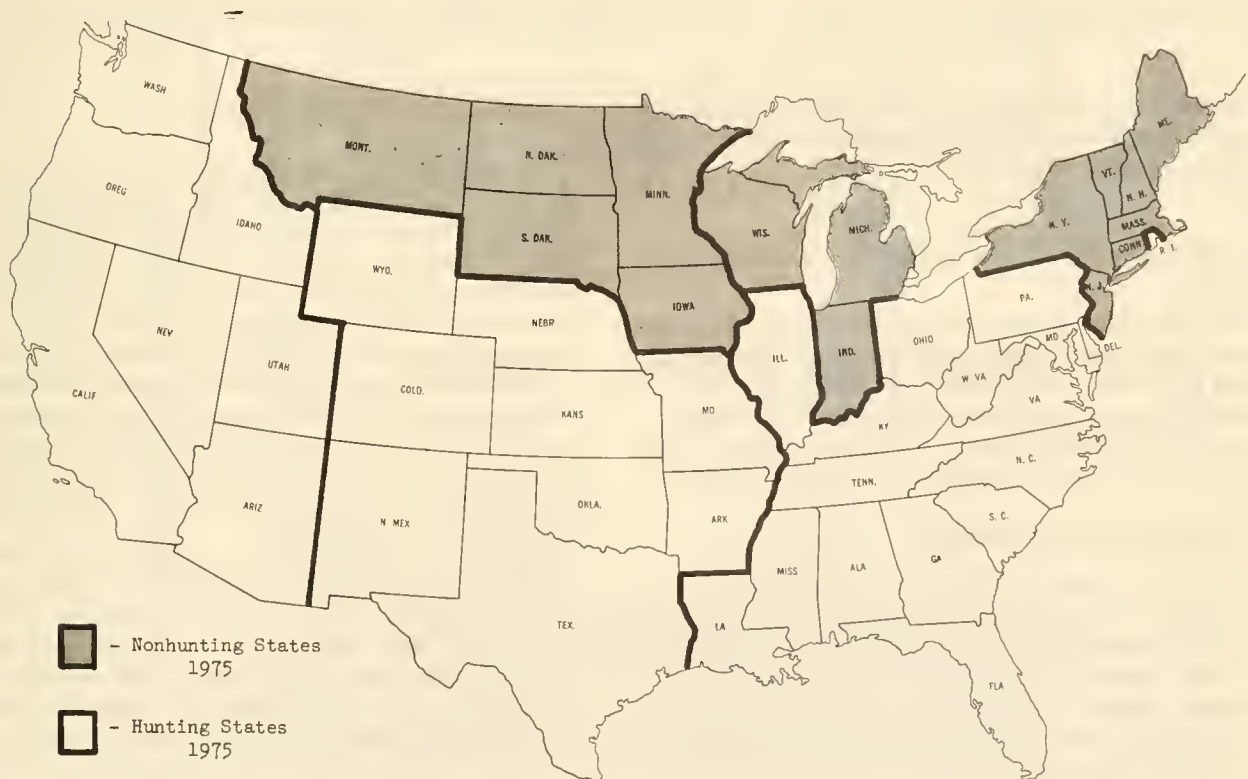 WASH
OREG
IDAHO
MONT.
N. DAK.
S. DAK.
MINN.
WIS.
MICH.
IOWA
WYO.
NEBR
NEV
UTAH
CALIF
COLO.
KANS
MO
ILL.
IND.
OHIO
PA.
N. Y.
VT.
N. H.
ME.
MASS.
CONN
R. I.
N. J.
DEL.
MD
W VA
VA
KY
TENN.
N. C.
S. C.
GA
ALA
MISS
ARK
LA
OKLA.
TEX.
N MEX
ARIZ
FLA
- Nonhunting States
1975
- Hunting States
1975